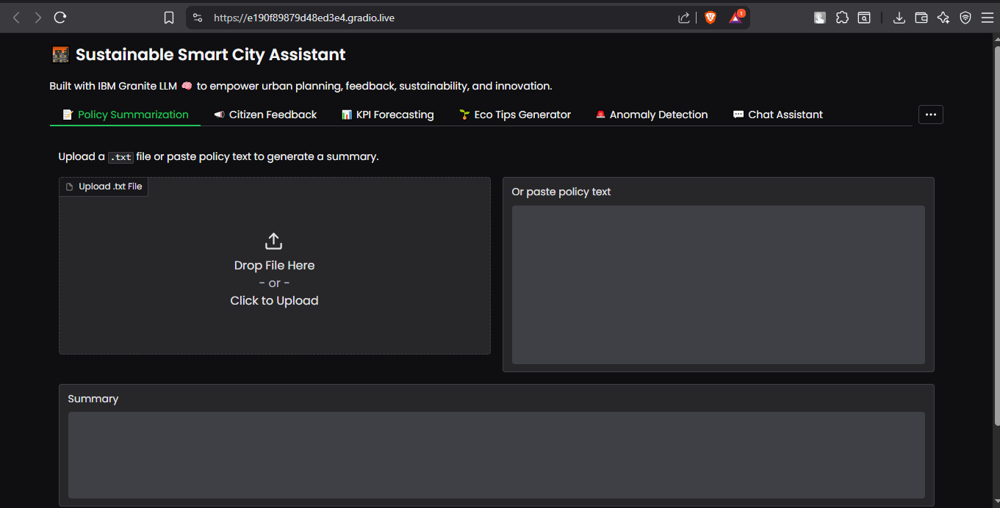 https://e190f89879d48ed3e4.gradio.live
1
Sustainable Smart City Assistant
Built with IBM Granite LLM 🧠 to empower urban planning, feedback, sustainability, and innovation.
📝 Policy Summarization 📣 Citizen Feedback 📊 KPI Forecasting 🌱 Eco Tips Generator 🚨 Anomaly Detection 💬 Chat Assistant
Upload a .txt file or paste policy text to generate a summary.
Upload .txt File
Drop File Here
- or -
Click to Upload
Or paste policy text
Summary